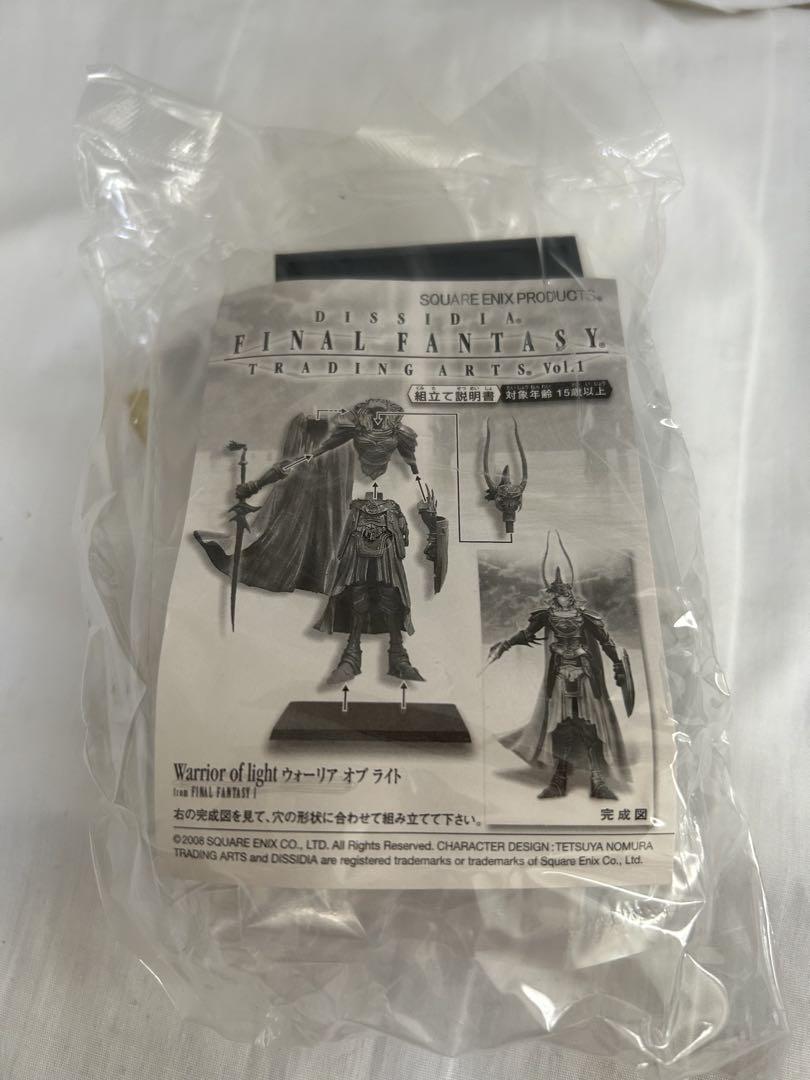 SQUARE ENIX PRODUCTS®
DISSIDIA®
FINAL FANTASY®
TRADING ARTS® Vol.1
組立て説明書 対象年齢 15歳以上
Warrior of light ウォーリア オブ ライト
from FINAL FANTASY I
右の完成図を見て、穴の形状に合わせて組み立てて下さい。
完成図
©2008 SQUARE ENIX CO., LTD. All Rights Reserved. CHARACTER DESIGN : TETSUYA NOMURA
TRADING ARTS and DISSIDIA are registered trademarks or trademarks of Square Enix Co., Ltd.